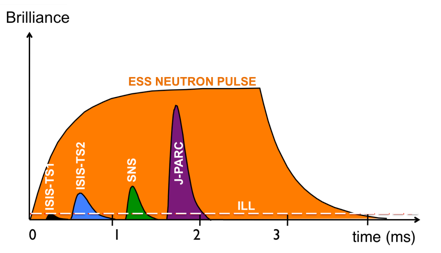 Brilliance
ESS NEUTRON PULSE
ISIS-TS1
ISIS-TS2
SNS
J-PARC
ILL
0 1 2 3
time (ms)